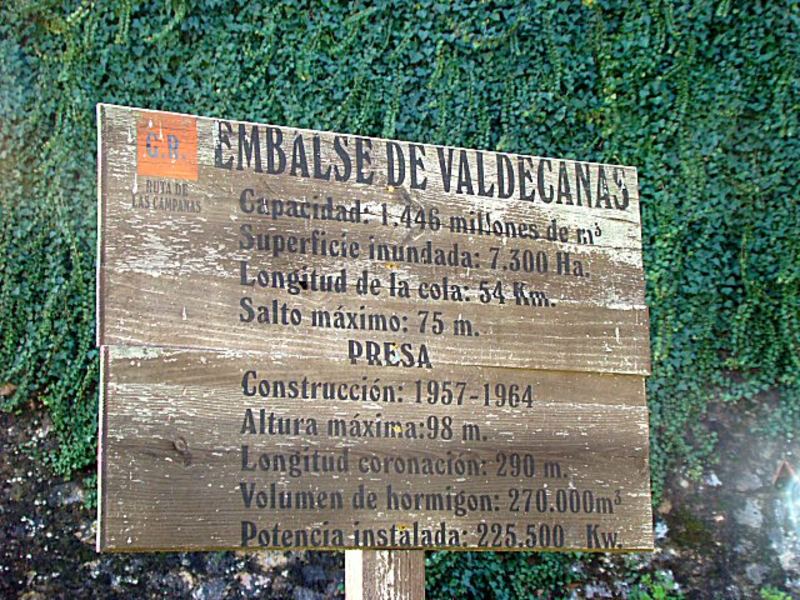 G.R.
RUTA DE
LAS CAMPANAS
EMBALSE DE VALDECANAS
Capacidad: 1.446 millones de m³
Superficie inundada: 7.300 Ha.
Longitud de la cola: 54 Km.
Salto máximo: 75 m.
PRESA
Construcción: 1957-1964
Altura máxima:98 m.
Longitud coronación: 290 m.
Volumen de hormigon: 270.000m³
Potencia instalada: 225.500 Kw.